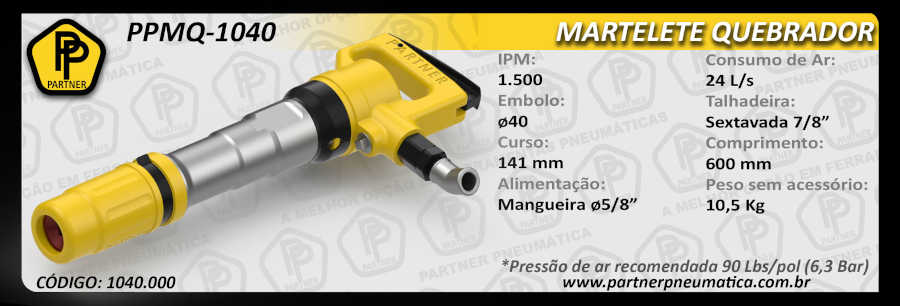 PP
PARTNER
PPMQ-1040
MARTELETE QUEBRADOR
PARTNER
IPM:
1.500
Embolo:
ø40
Curso:
141 mm
Alimentação:
Mangueira ø5/8”
Consumo de Ar:
24 L/s
Talhadeira:
Sextavada 7/8”
Comprimento:
600 mm
Peso sem acessório:
10,5 Kg
CÓDIGO: 1040.000
*Pressão de ar recomendada 90 Lbs/pol (6,3 Bar)
www.partnerpneumatica.com.br